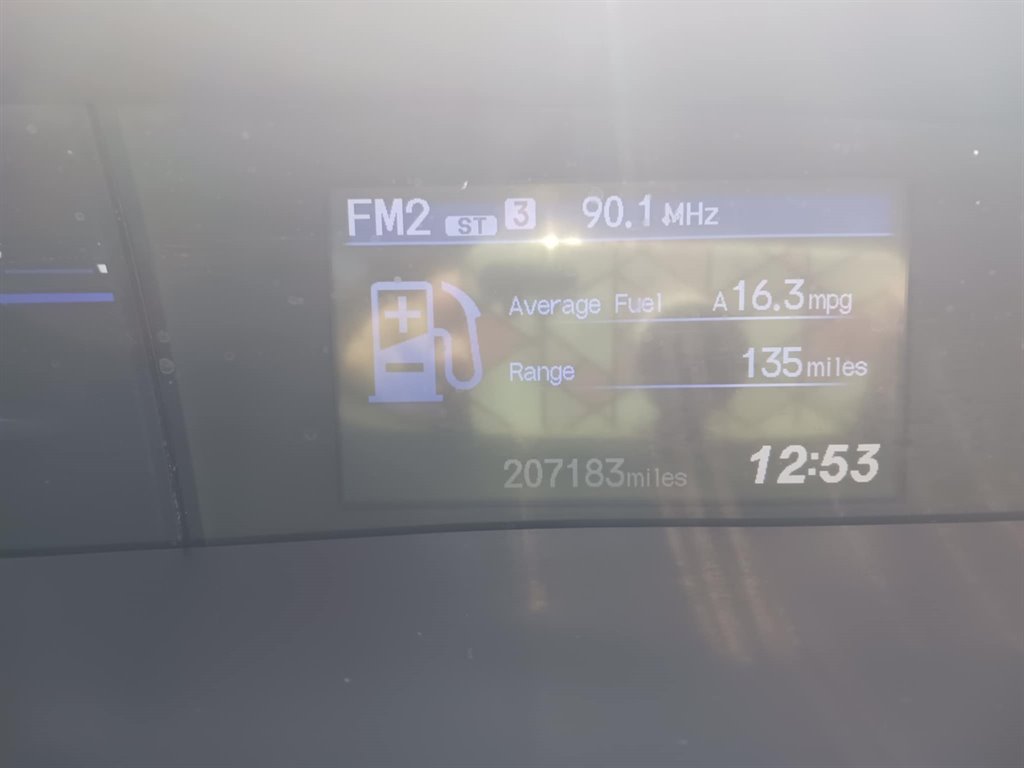 FM2 ST 3 90.1 MHz
Average Fuel A 16.3 mpg
Range 135 miles
207183 miles 12:53